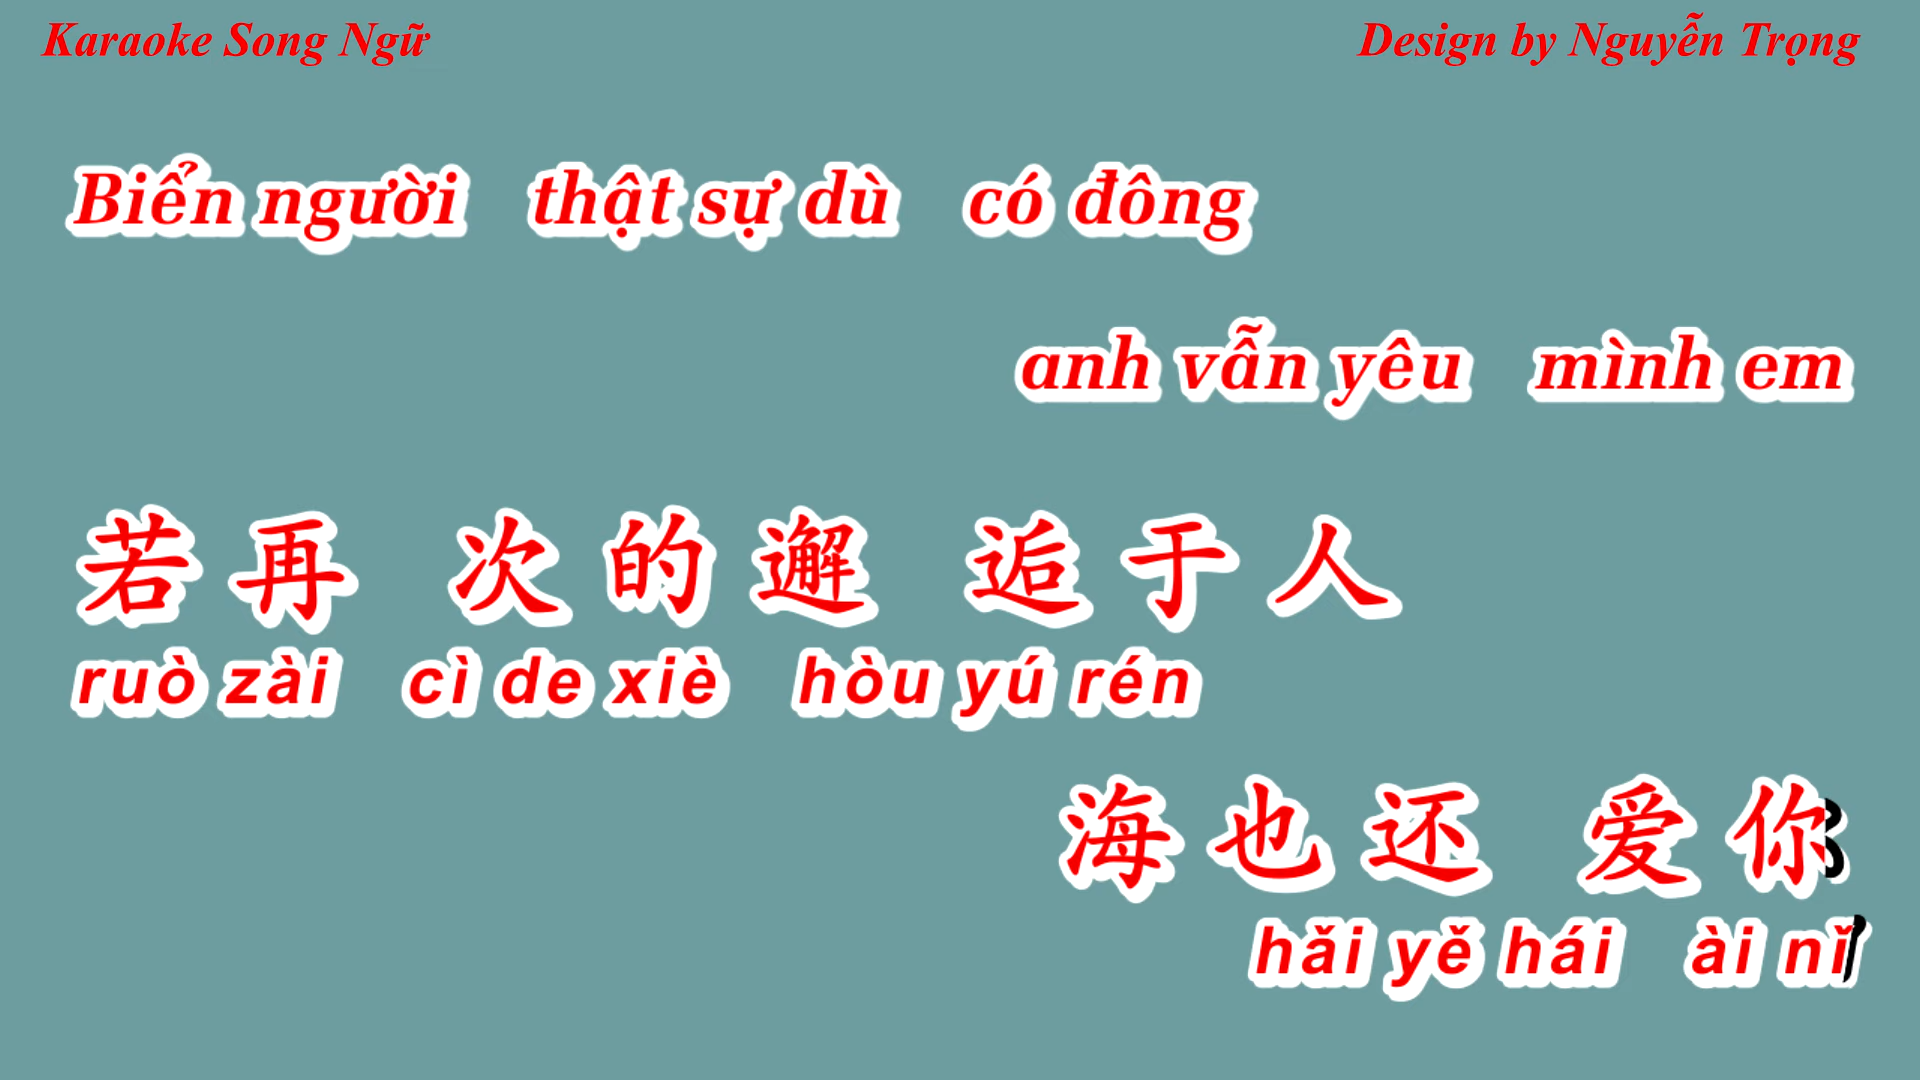 Karaoke Song Ngữ
Design by Nguyễn Trọng
Biển người thật sự dù có đông
anh vẫn yêu mình em
若再 次的邂 逅于人
ruò zài cì de xiè hòu yú rén
海也还 爱你
hǎi yě hái ài nǐ